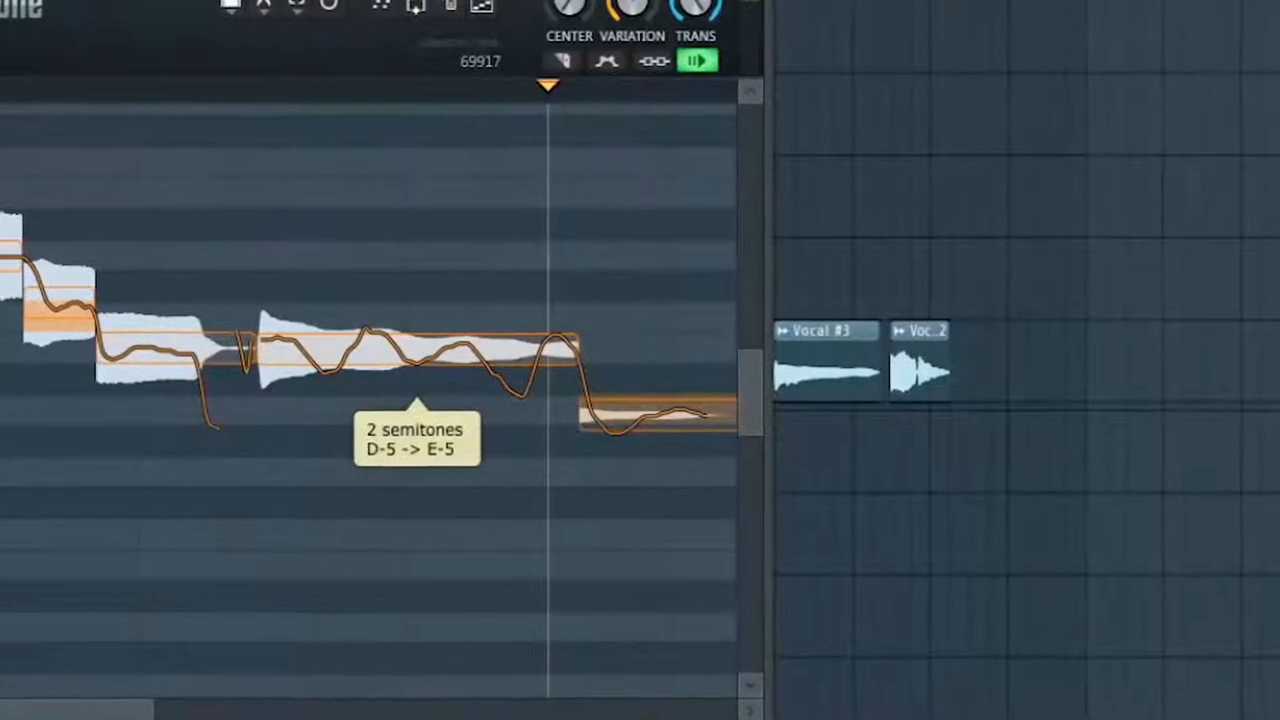 CENTER VARIATION TRANS
69917
Vocal #3
Voc..2
2 semitones
D-5 -> E-5